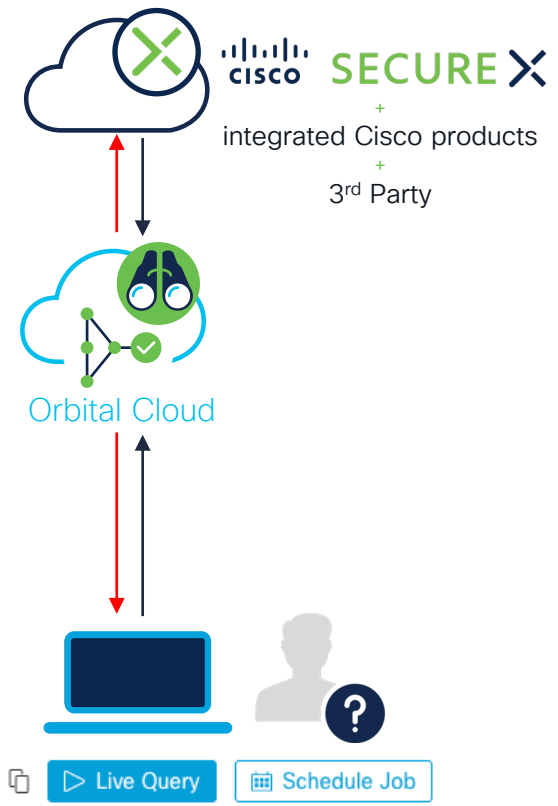 CISCO SECURE
+
integrated Cisco products
+
3rd Party
Orbital Cloud
?
Live Query Schedule Job